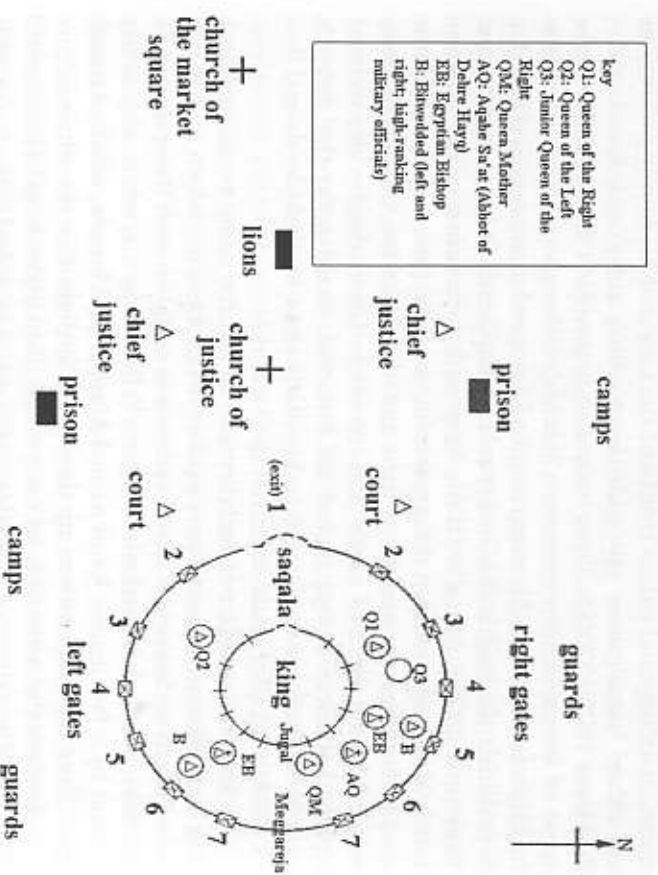 key
Q1: Queen of the Right
Q2: Queen of the Left
Q3: Junior Queen of the
Right
QM: Queen Mother
AQ: Aqabe Sa'at (Abbot of
Debre Hayq)
EB: Egyptian Bishop
B: Bitwedded (left and
right; high-ranking
military officials)
N
camps
guards
right gates
prison
chief
justice
court
2
3
4
5
6
7
Q1
Q3
B
EB
AQ
QM
lions
church of
the market
square
church of
justice
(exit) 1
saqala
king
Jugal
Meggareja
chief
justice
court
prison
2
3
4
5
6
7
Q2
EB
B
left gates
camps
guards